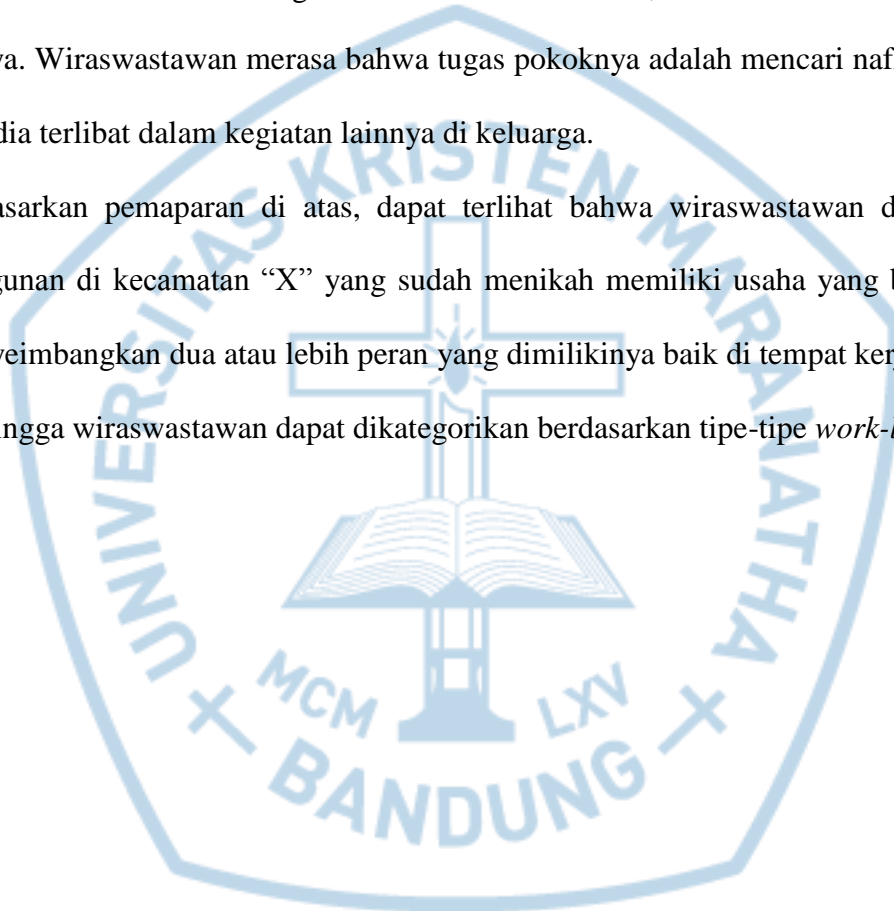 ya. Wiraswastawan merasa bahwa tugas pokoknya adalah mencari naf
dia terlibat dalam kegiatan lainnya di keluarga.
asarkan pemaparan di atas, dapat terlihat bahwa wiraswastawan d
gunan di kecamatan “X” yang sudah menikah memiliki usaha yang b
yeimbangkan dua atau lebih peran yang dimilikinya baik di tempat ker
ingga wiraswastawan dapat dikategorikan berdasarkan tipe-tipe work-
UNIVERSITAS KRISTEN MARANATHA
MCM LXV
BANDUNG